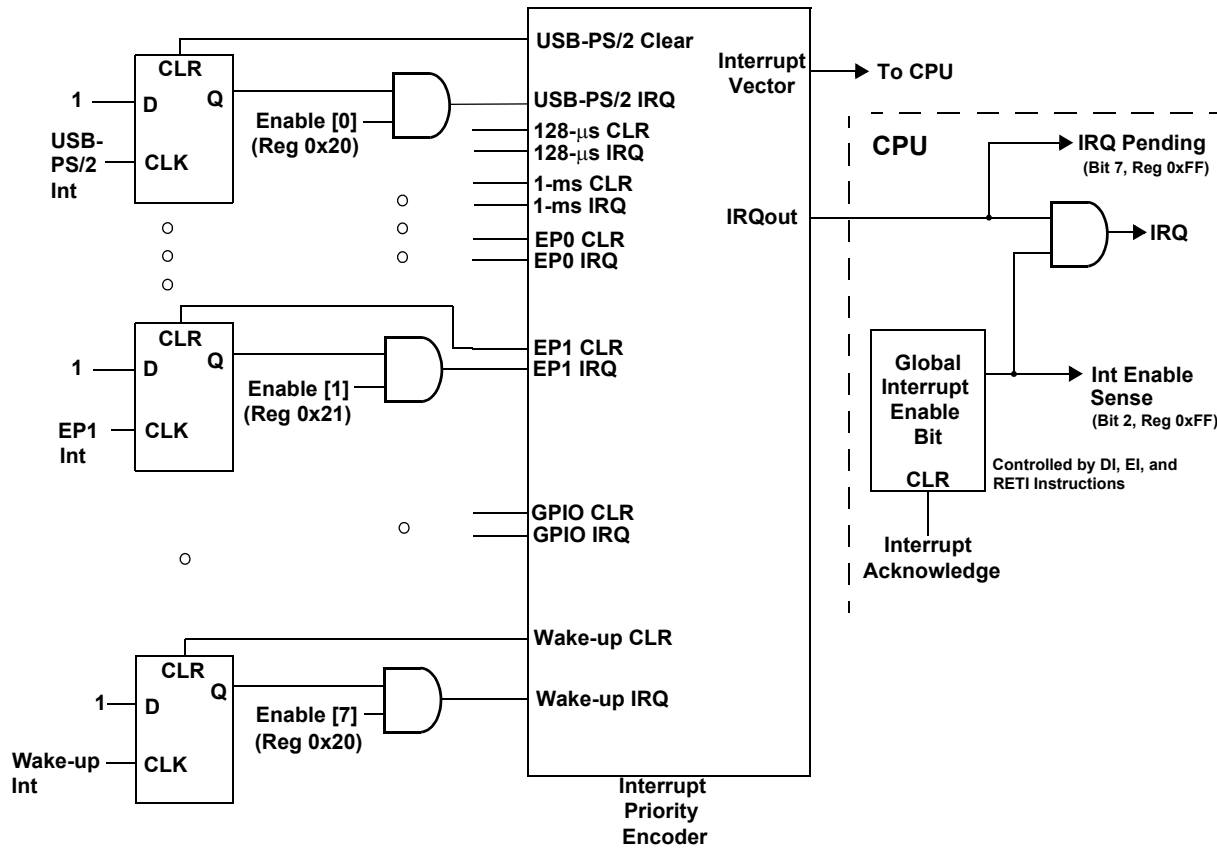 CLR
1
D
Q
USB-
PS/2
Int
CLK
Enable [0]
(Reg 0x20)
CLR
1
D
Q
EP1
Int
CLK
Enable [1]
(Reg 0x21)
CLR
1
D
Q
Wake-up
Int
CLK
Enable [7]
(Reg 0x20)
USB-PS/2 Clear
USB-PS/2 IRQ
128-μs CLR
128-μs IRQ
1-ms CLR
1-ms IRQ
EP0 CLR
EP0 IRQ
EP1 CLR
EP1 IRQ
GPIO CLR
GPIO IRQ
Wake-up CLR
Wake-up IRQ
Interrupt
Vector
IRQout
Interrupt
Priority
Encoder
To CPU
CPU
IRQ Pending
(Bit 7, Reg 0xFF)
IRQ
Global
Interrupt
Enable
Bit
CLR
Int Enable
Sense
(Bit 2, Reg 0xFF)
Controlled by DI, EI, and
RETI Instructions
Interrupt
Acknowledge